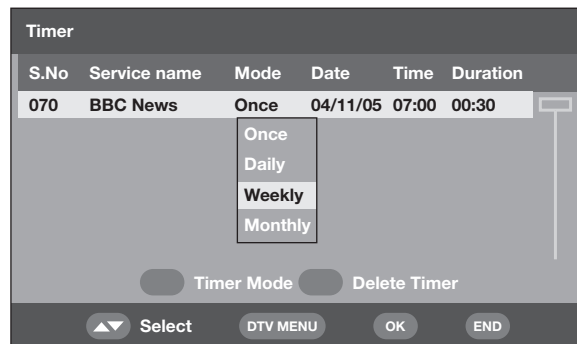 Timer
S.No Service name Mode Date Time Duration
070 BBC News Once 04/11/05 07:00 00:30
Once
Daily
Weekly
Monthly
Timer Mode Delete Timer
Select DTV MENU OK END